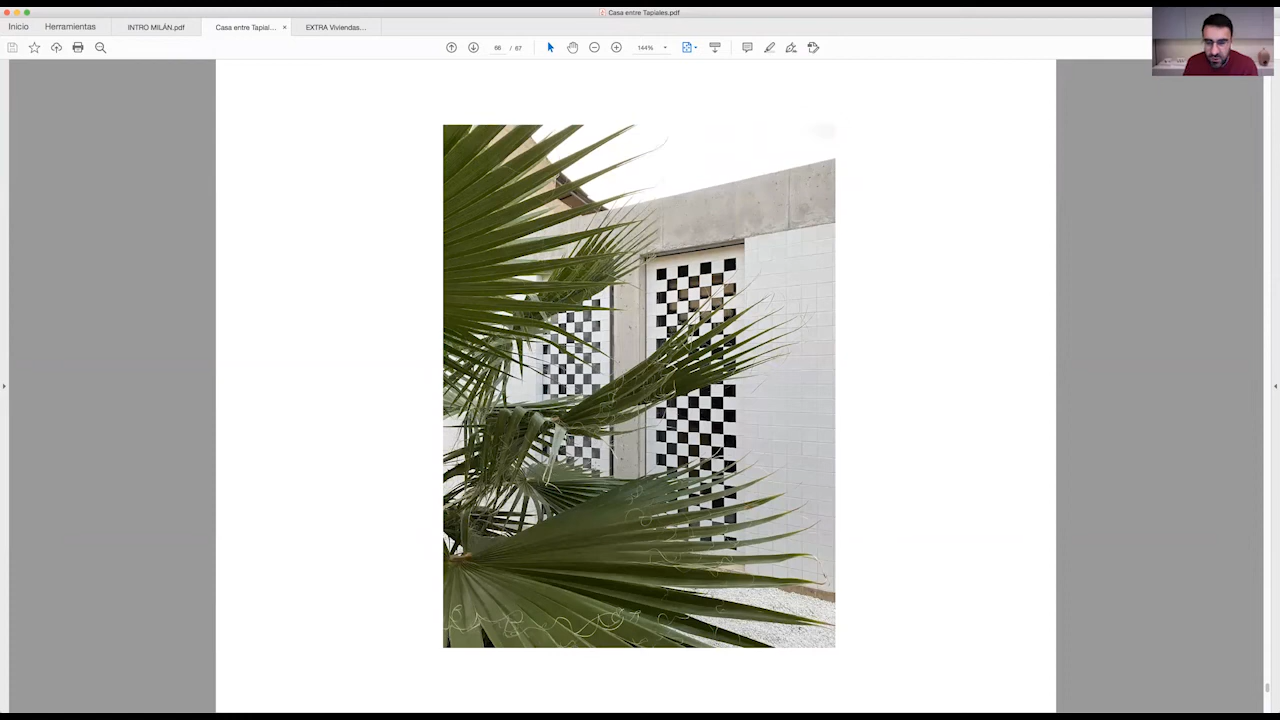 Casa entre Tapiales.pdf
Inicio Herramientas INTRO MILÁN.pdf Casa entre Tapial... × EXTRA Viviendas...
66 / 67 144%